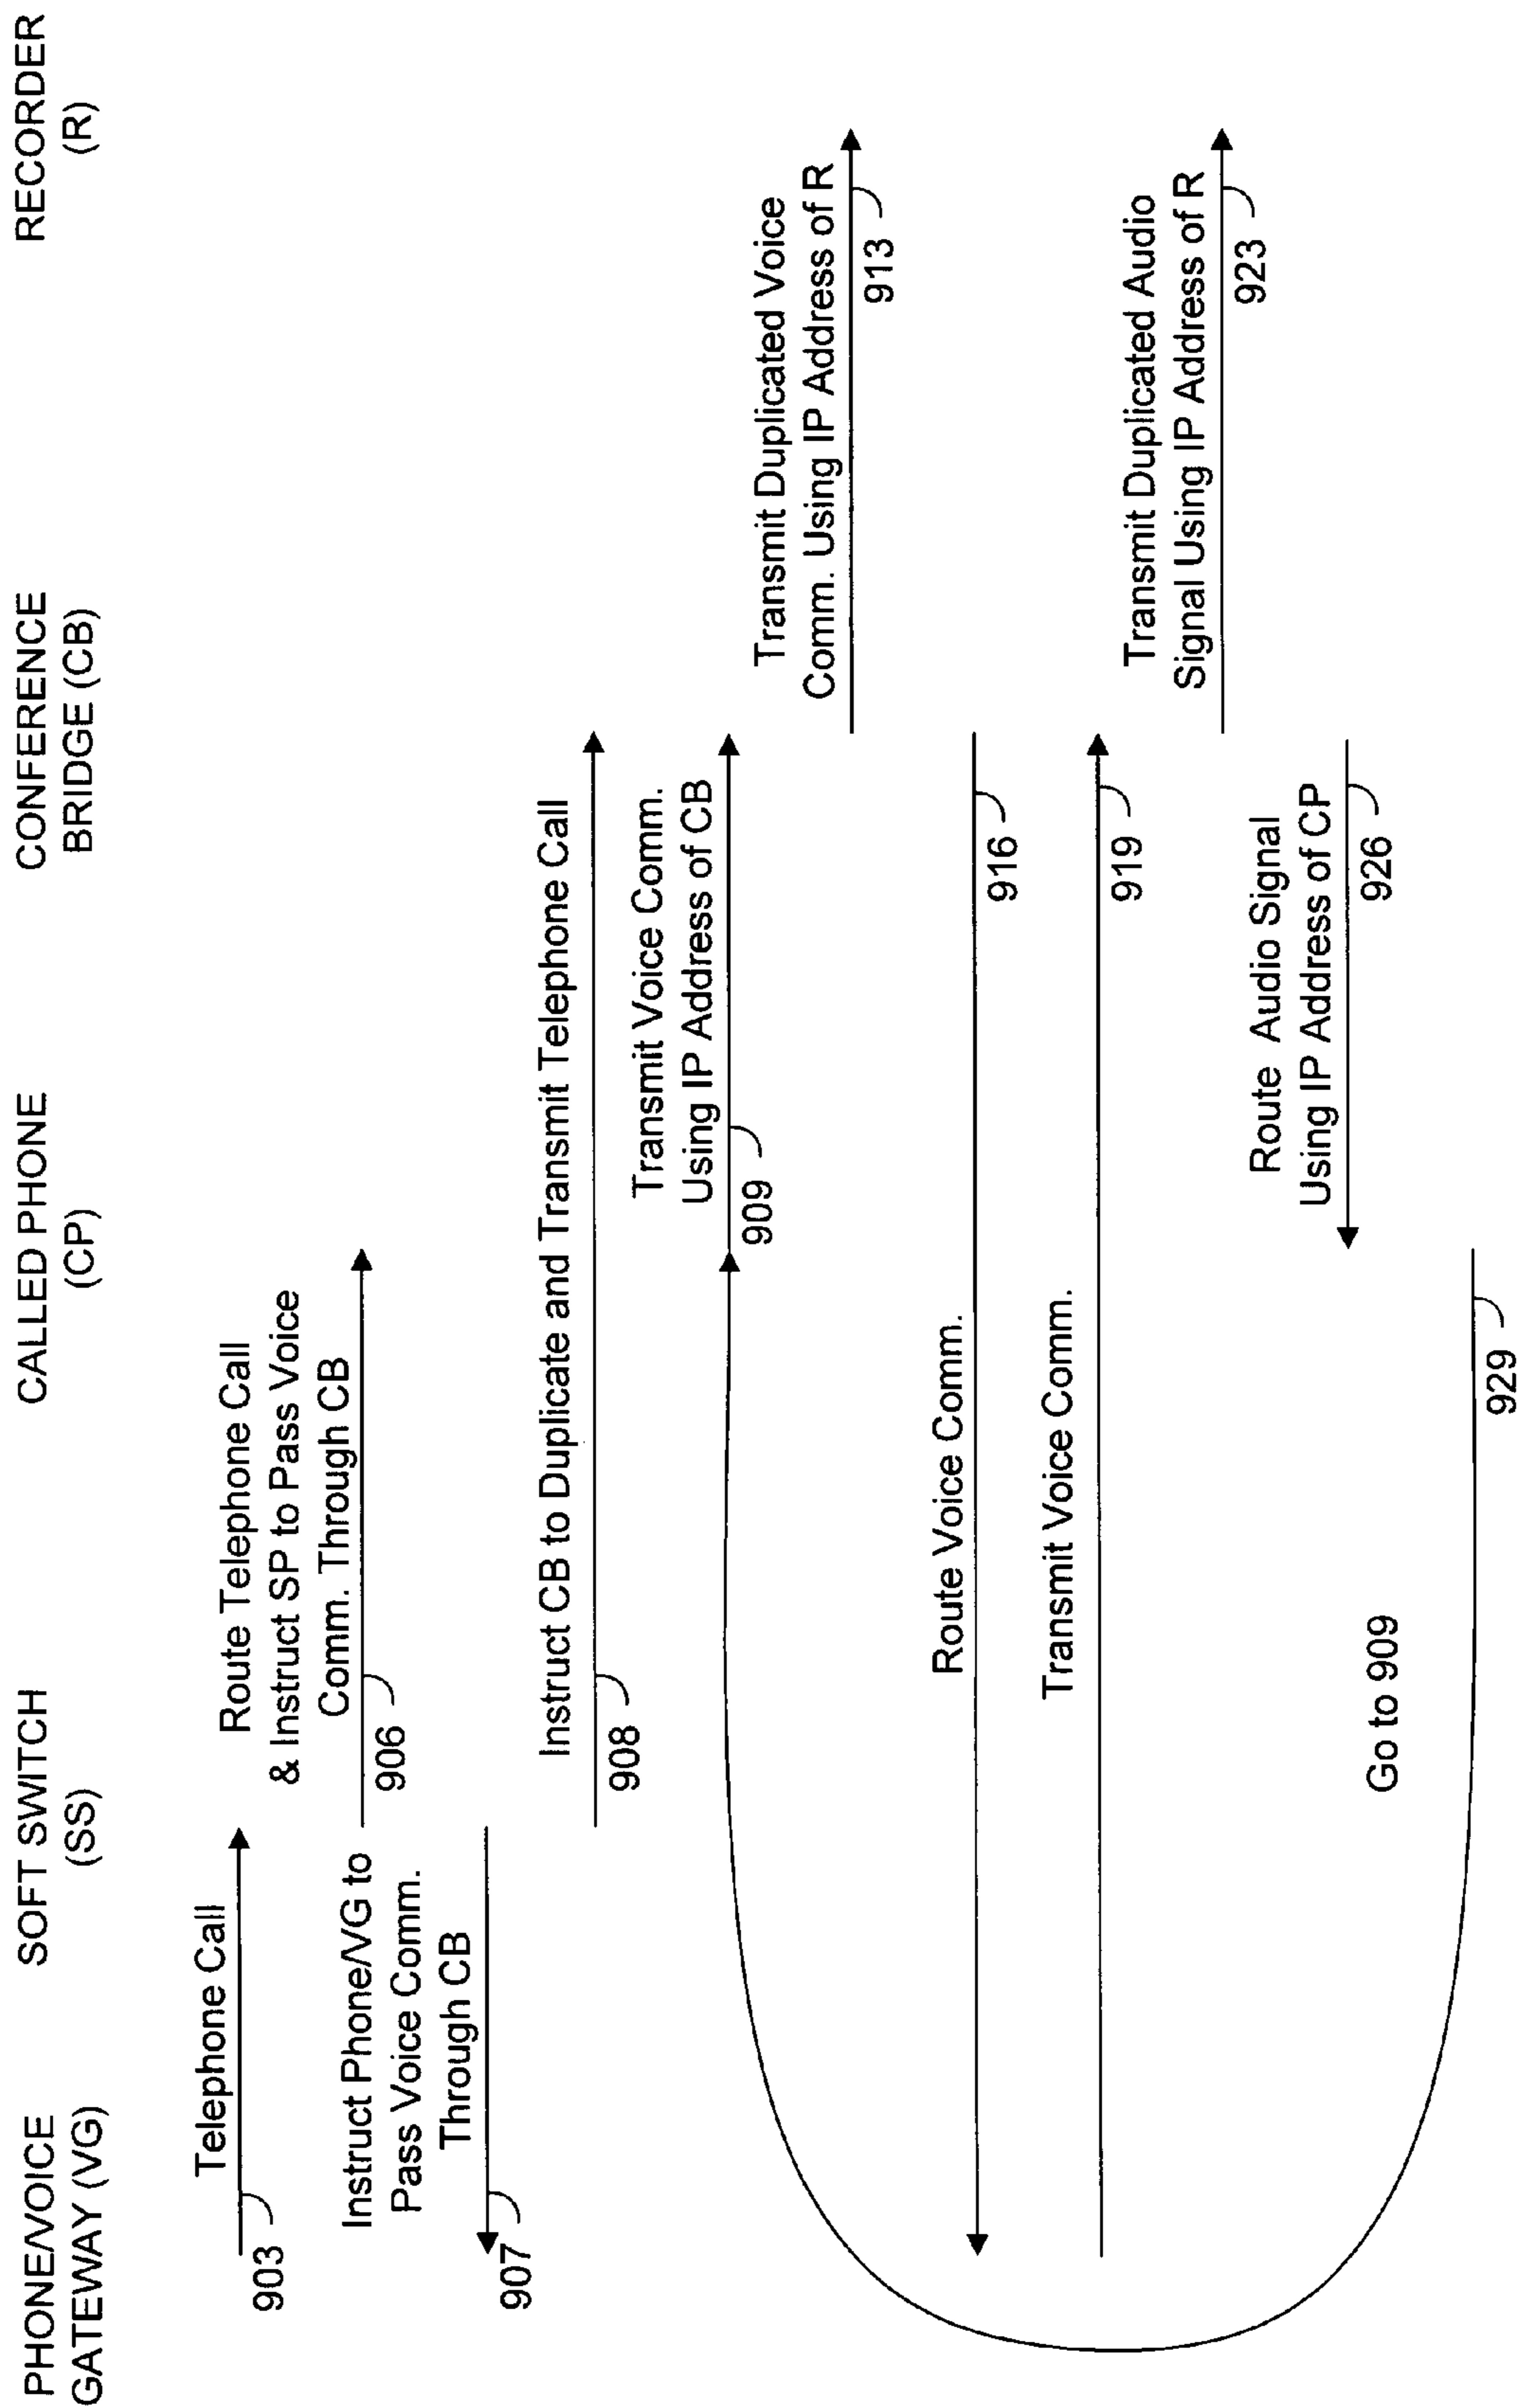 PHONE/VOICE
GATEWAY (VG)
SOFT SWITCH
(SS)
CALLED PHONE
(CP)
CONFERENCE
BRIDGE (CB)
RECORDER
(R)
Telephone Call
903
Route Telephone Call
& Instruct SP to Pass Voice
Comm. Through CB
906
Instruct Phone/VG to
Pass Voice Comm.
Through CB
907
Instruct CB to Duplicate and Transmit Telephone Call
908
Transmit Voice Comm.
Using IP Address of CB
909
Transmit Duplicated Voice
Comm. Using IP Address of R
913
Route Voice Comm.
916
Transmit Voice Comm.
919
Transmit Duplicated Audio
Signal Using IP Address of R
923
Route Audio Signal
Using IP Address of CP
926
Go to 909
929